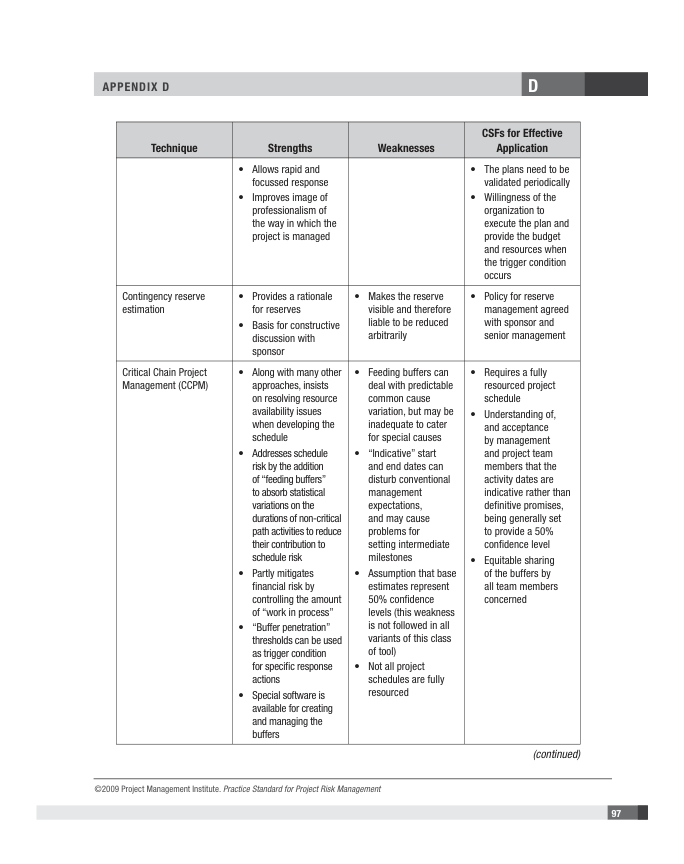 APPENDIX D
D
Technique
Strengths
Weaknesses
CSFs for Effective
Application
• Allows rapid and
focussed response
• Improves image of
professionalism of
the way in which the
project is managed
• The plans need to be
validated periodically
• Willingness of the
organization to
execute the plan and
provide the budget
and resources when
the trigger condition
occurs
Contingency reserve
estimation
• Provides a rationale
for reserves
• Basis for constructive
discussion with
sponsor
• Makes the reserve
visible and therefore
liable to be reduced
arbitrarily
• Policy for reserve
management agreed
with sponsor and
senior management
Critical Chain Project
Management (CCPM)
• Along with many other
approaches, insists
on resolving resource
availability issues
when developing the
schedule
• Addresses schedule
risk by the addition
of “feeding buffers”
to absorb statistical
variations on the
durations of non-critical
path activities to reduce
their contribution to
schedule risk
• Partly mitigates
financial risk by
controlling the amount
of “work in process”
• “Buffer penetration”
thresholds can be used
as trigger condition
for specific response
actions
• Special software is
available for creating
and managing the
buffers
• Feeding buffers can
deal with predictable
common cause
variation, but may be
inadequate to cater
for special causes
• “Indicative” start
and end dates can
disturb conventional
management
expectations,
and may cause
problems for
setting intermediate
milestones
• Assumption that base
estimates represent
50% confidence
levels (this weakness
is not followed in all
variants of this class
of tool)
• Not all project
schedules are fully
resourced
• Requires a fully
resourced project
schedule
• Understanding of,
and acceptance
by management
and project team
members that the
activity dates are
indicative rather than
definitive promises,
being generally set
to provide a 50%
confidence level
• Equitable sharing
of the buffers by
all team members
concerned
(continued)
©2009 Project Management Institute. Practice Standard for Project Risk Management
97